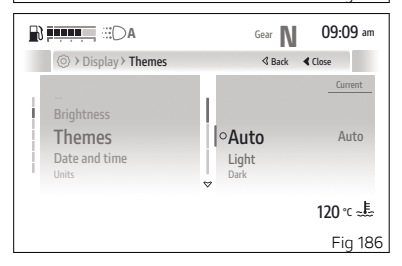 A Gear N 09:09 am
> Display > Themes Back Close
Current
Brightness
Themes Auto Auto
Date and time Light
Units Dark
120 °C
Fig 186